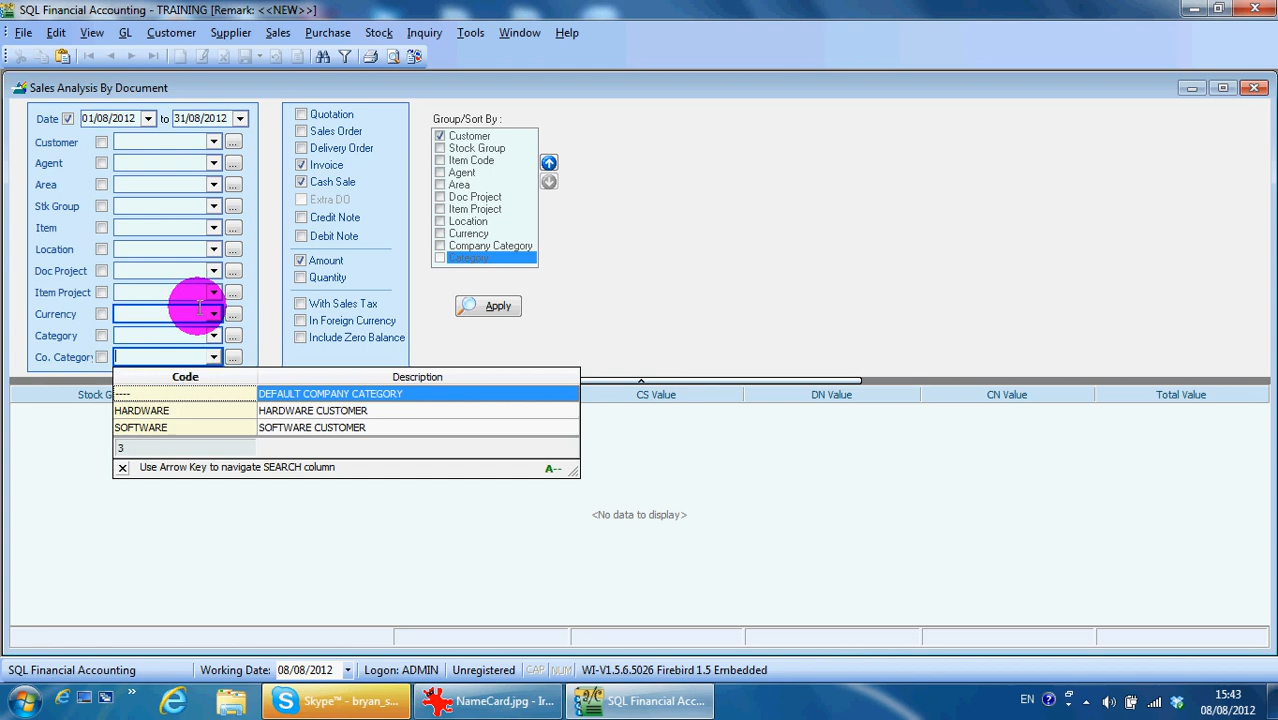 SQL Financial Accounting - TRAINING [Remark: <<NEW>>]
File Edit View GL Customer Supplier Sales Purchase Stock Inquiry Tools Window Help
Sales Analysis By Document
Date 01/08/2012 to 31/08/2012
Customer
Agent
Area
Stk Group
Item
Location
Doc Project
Item Project
Currency
Category
Co. Category
Quotation
Sales Order
Delivery Order
Invoice
Cash Sale
Extra DO
Credit Note
Debit Note
Amount
Quantity
With Sales Tax
In Foreign Currency
Include Zero Balance
Group/Sort By :
Customer
Stock Group
Item Code
Agent
Area
Doc Project
Item Project
Location
Currency
Company Category
Category
Apply
Code Description
---- DEFAULT COMPANY CATEGORY
HARDWARE HARDWARE CUSTOMER
SOFTWARE SOFTWARE CUSTOMER
3
Use Arrow Key to navigate SEARCH column A--
Stock G CS Value DN Value CN Value Total Value
<No data to display>
SQL Financial Accounting Working Date: 08/08/2012 Logon: ADMIN Unregistered CAP NUM WI-V1.5.6.5026 Firebird 1.5 Embedded
Skype™ - bryan_s... NameCard.jpg - Ir... SQL Financial Acc... EN 15:43
08/08/2012